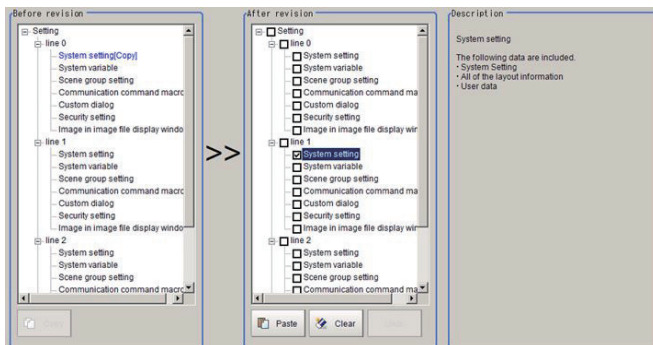 Before revision
Setting
line 0
System setting[Copy]
System variable
Scene group setting
Communication command macro
Custom dialog
Security setting
Image in image file display windo
line 1
System setting
System variable
Scene group setting
Communication command macro
Custom dialog
Security setting
Image in image file display windo
line 2
System setting
System variable
Scene group setting
Communication command macro
Copy
>>
After revision
Setting
line 0
System setting
System variable
Scene group setting
Communication command ma
Custom dialog
Security setting
Image in image file display wir
line 1
System setting
System variable
Scene group setting
Communication command ma
Custom dialog
Security setting
Image in image file display wir
line 2
System setting
System variable
Scene group setting
Communication command ma
Paste
Clear
Description
System setting
The following data are included.
・System Setting
・All of the layout information
・User data